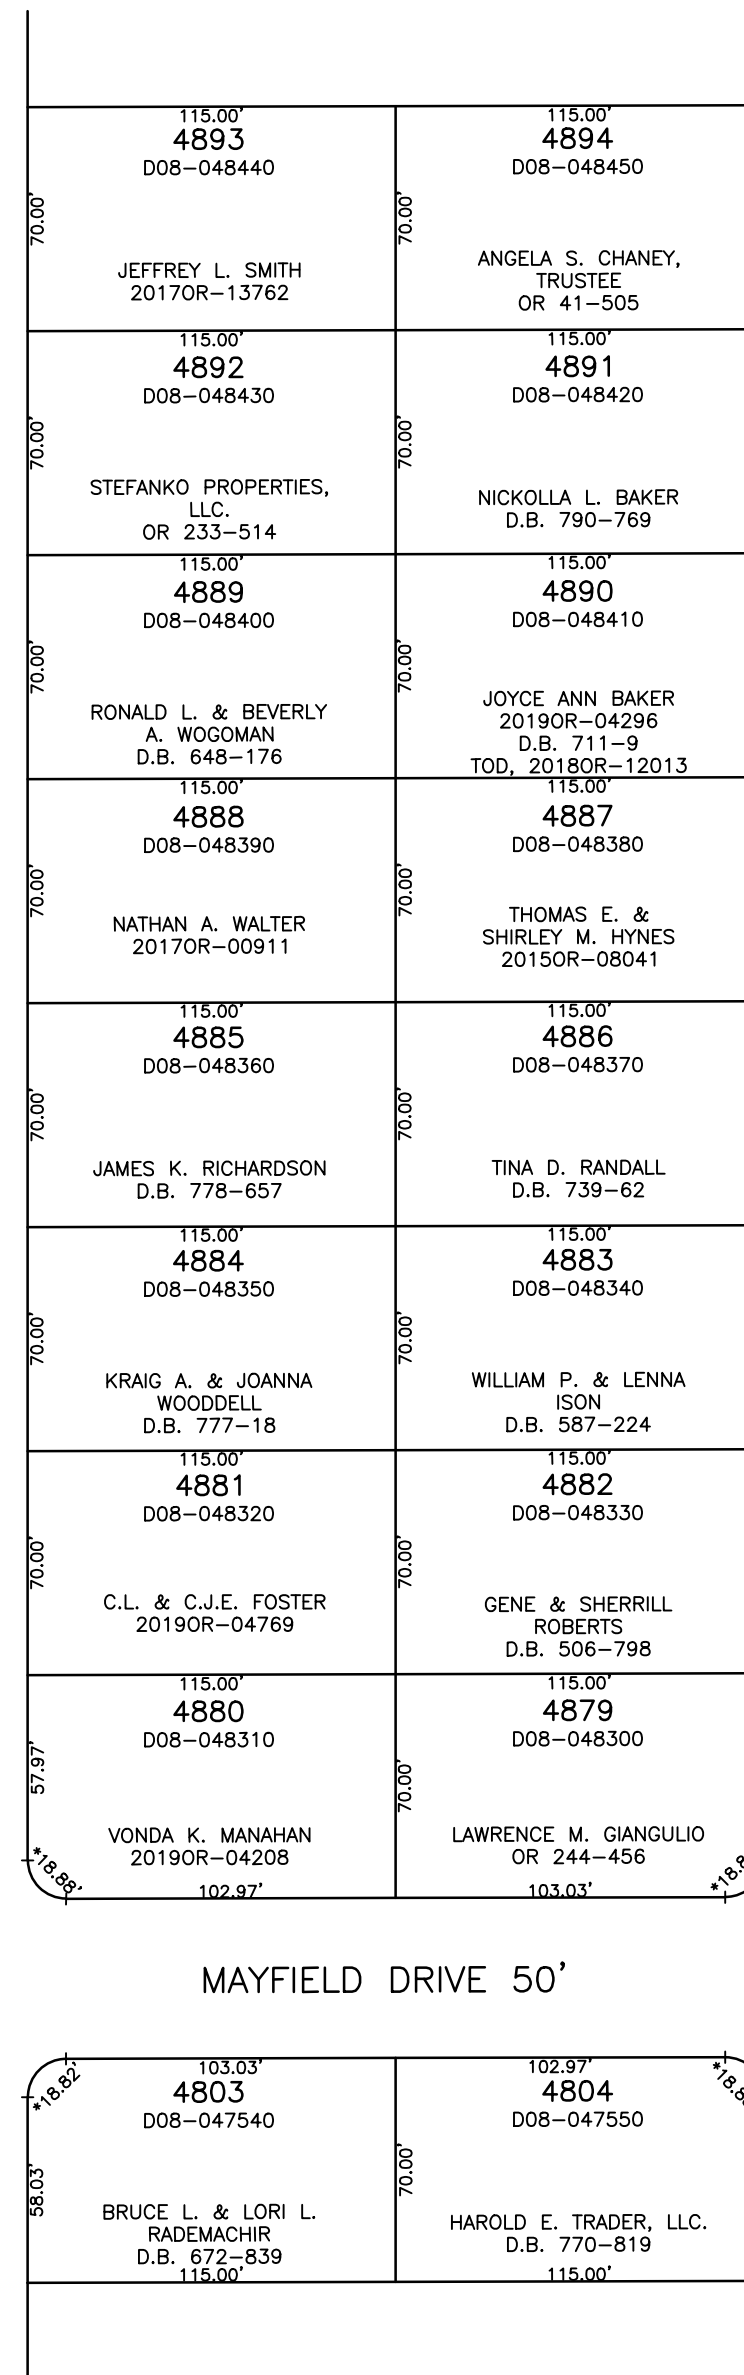 115.00'
4893
D08-048440
70.00'
JEFFREY L. SMITH
2017OR-13762
115.00'
4894
D08-048450
70.00'
ANGELA S. CHANEY,
TRUSTEE
OR 41-505
115.00'
4892
D08-048430
70.00'
STEFANKO PROPERTIES,
LLC.
OR 233-514
115.00'
4891
D08-048420
70.00'
NICKOLLA L. BAKER
D.B. 790-769
115.00'
4889
D08-048400
70.00'
RONALD L. & BEVERLY
A. WOGOMAN
D.B. 648-176
115.00'
4890
D08-048410
70.00'
JOYCE ANN BAKER
2019OR-04296
D.B. 711-9
TOD, 2018OR-12013
115.00'
4888
D08-048390
70.00'
NATHAN A. WALTER
2017OR-00911
115.00'
4887
D08-048380
70.00'
THOMAS E. &
SHIRLEY M. HYNES
2015OR-08041
115.00'
4885
D08-048360
70.00'
JAMES K. RICHARDSON
D.B. 778-657
115.00'
4886
D08-048370
70.00'
TINA D. RANDALL
D.B. 739-62
115.00'
4884
D08-048350
70.00'
KRAIG A. & JOANNA
WOODDELL
D.B. 777-18
115.00'
4883
D08-048340
70.00'
WILLIAM P. & LENNA
ISON
D.B. 587-224
115.00'
4881
D08-048320
70.00'
C.L. & C.J.E. FOSTER
2019OR-04769
115.00'
4882
D08-048330
70.00'
GENE & SHERRILL
ROBERTS
D.B. 506-798
115.00'
4880
D08-048310
57.97'
VONDA K. MANAHAN
2019OR-04208
*18.88'
102.97'
115.00'
4879
D08-048300
70.00'
LAWRENCE M. GIANGULIO
OR 244-456
103.03'
MAYFIELD DRIVE 50'
*18.82'
103.03'
4803
D08-047540
58.03'
BRUCE L. & LORI L.
RADEMACHIR
D.B. 672-839
115.00'
102.97'
4804
D08-047550
70.00'
HAROLD E. TRADER, LLC.
D.B. 770-819
115.00'